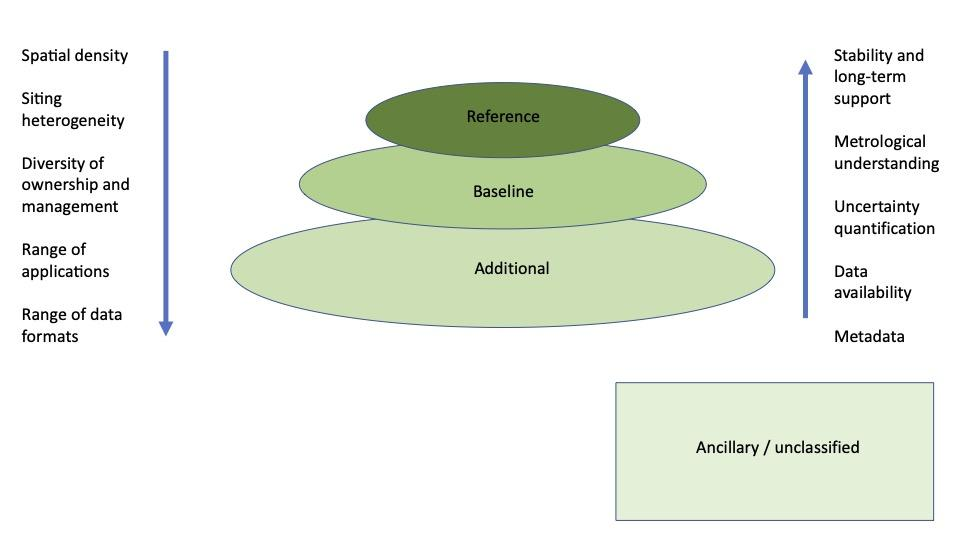 Spatial density
Siting
heterogeneity
Diversity of
ownership and
management
Range of
applications
Range of data
formats
Reference
Baseline
Additional
Stability and
long-term
support
Metrological
understanding
Uncertainty
quantification
Data
availability
Metadata
Ancillary / unclassified